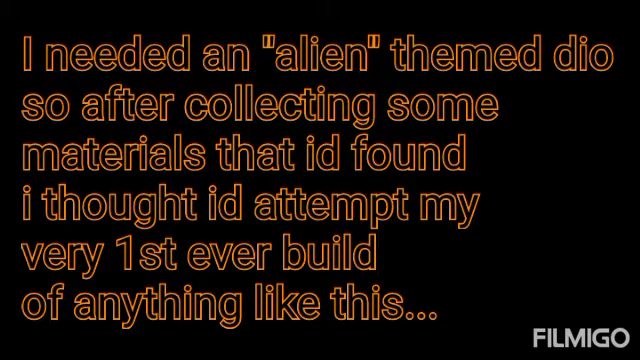 I needed an "alien" themed dio
so after collecting some
materials that id found
i thought id attempt my
very 1st ever build
of anything like this...
FILMIGO